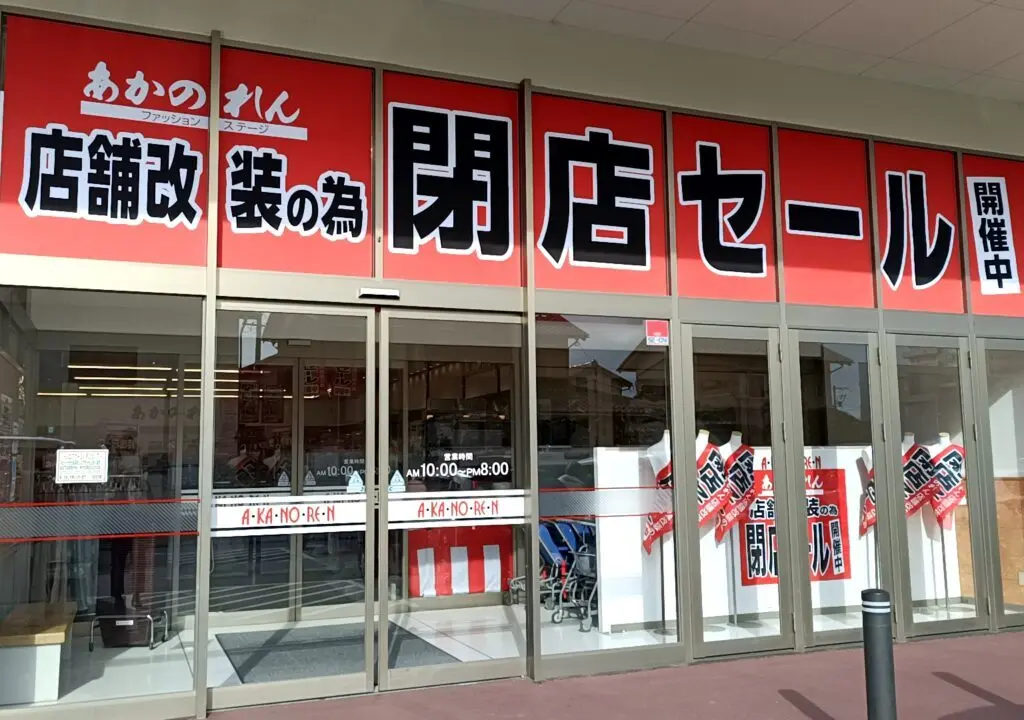 あかのれん
ファッションステージ
店舗改装の為
閉店セール
開催中
営業時間
AM10:00~PM8:00
A・KA・NO・RE・N
A・KA・NO・RE・N
A・KA・NO・RE・N
店舗改装の為
閉店セール
開催中